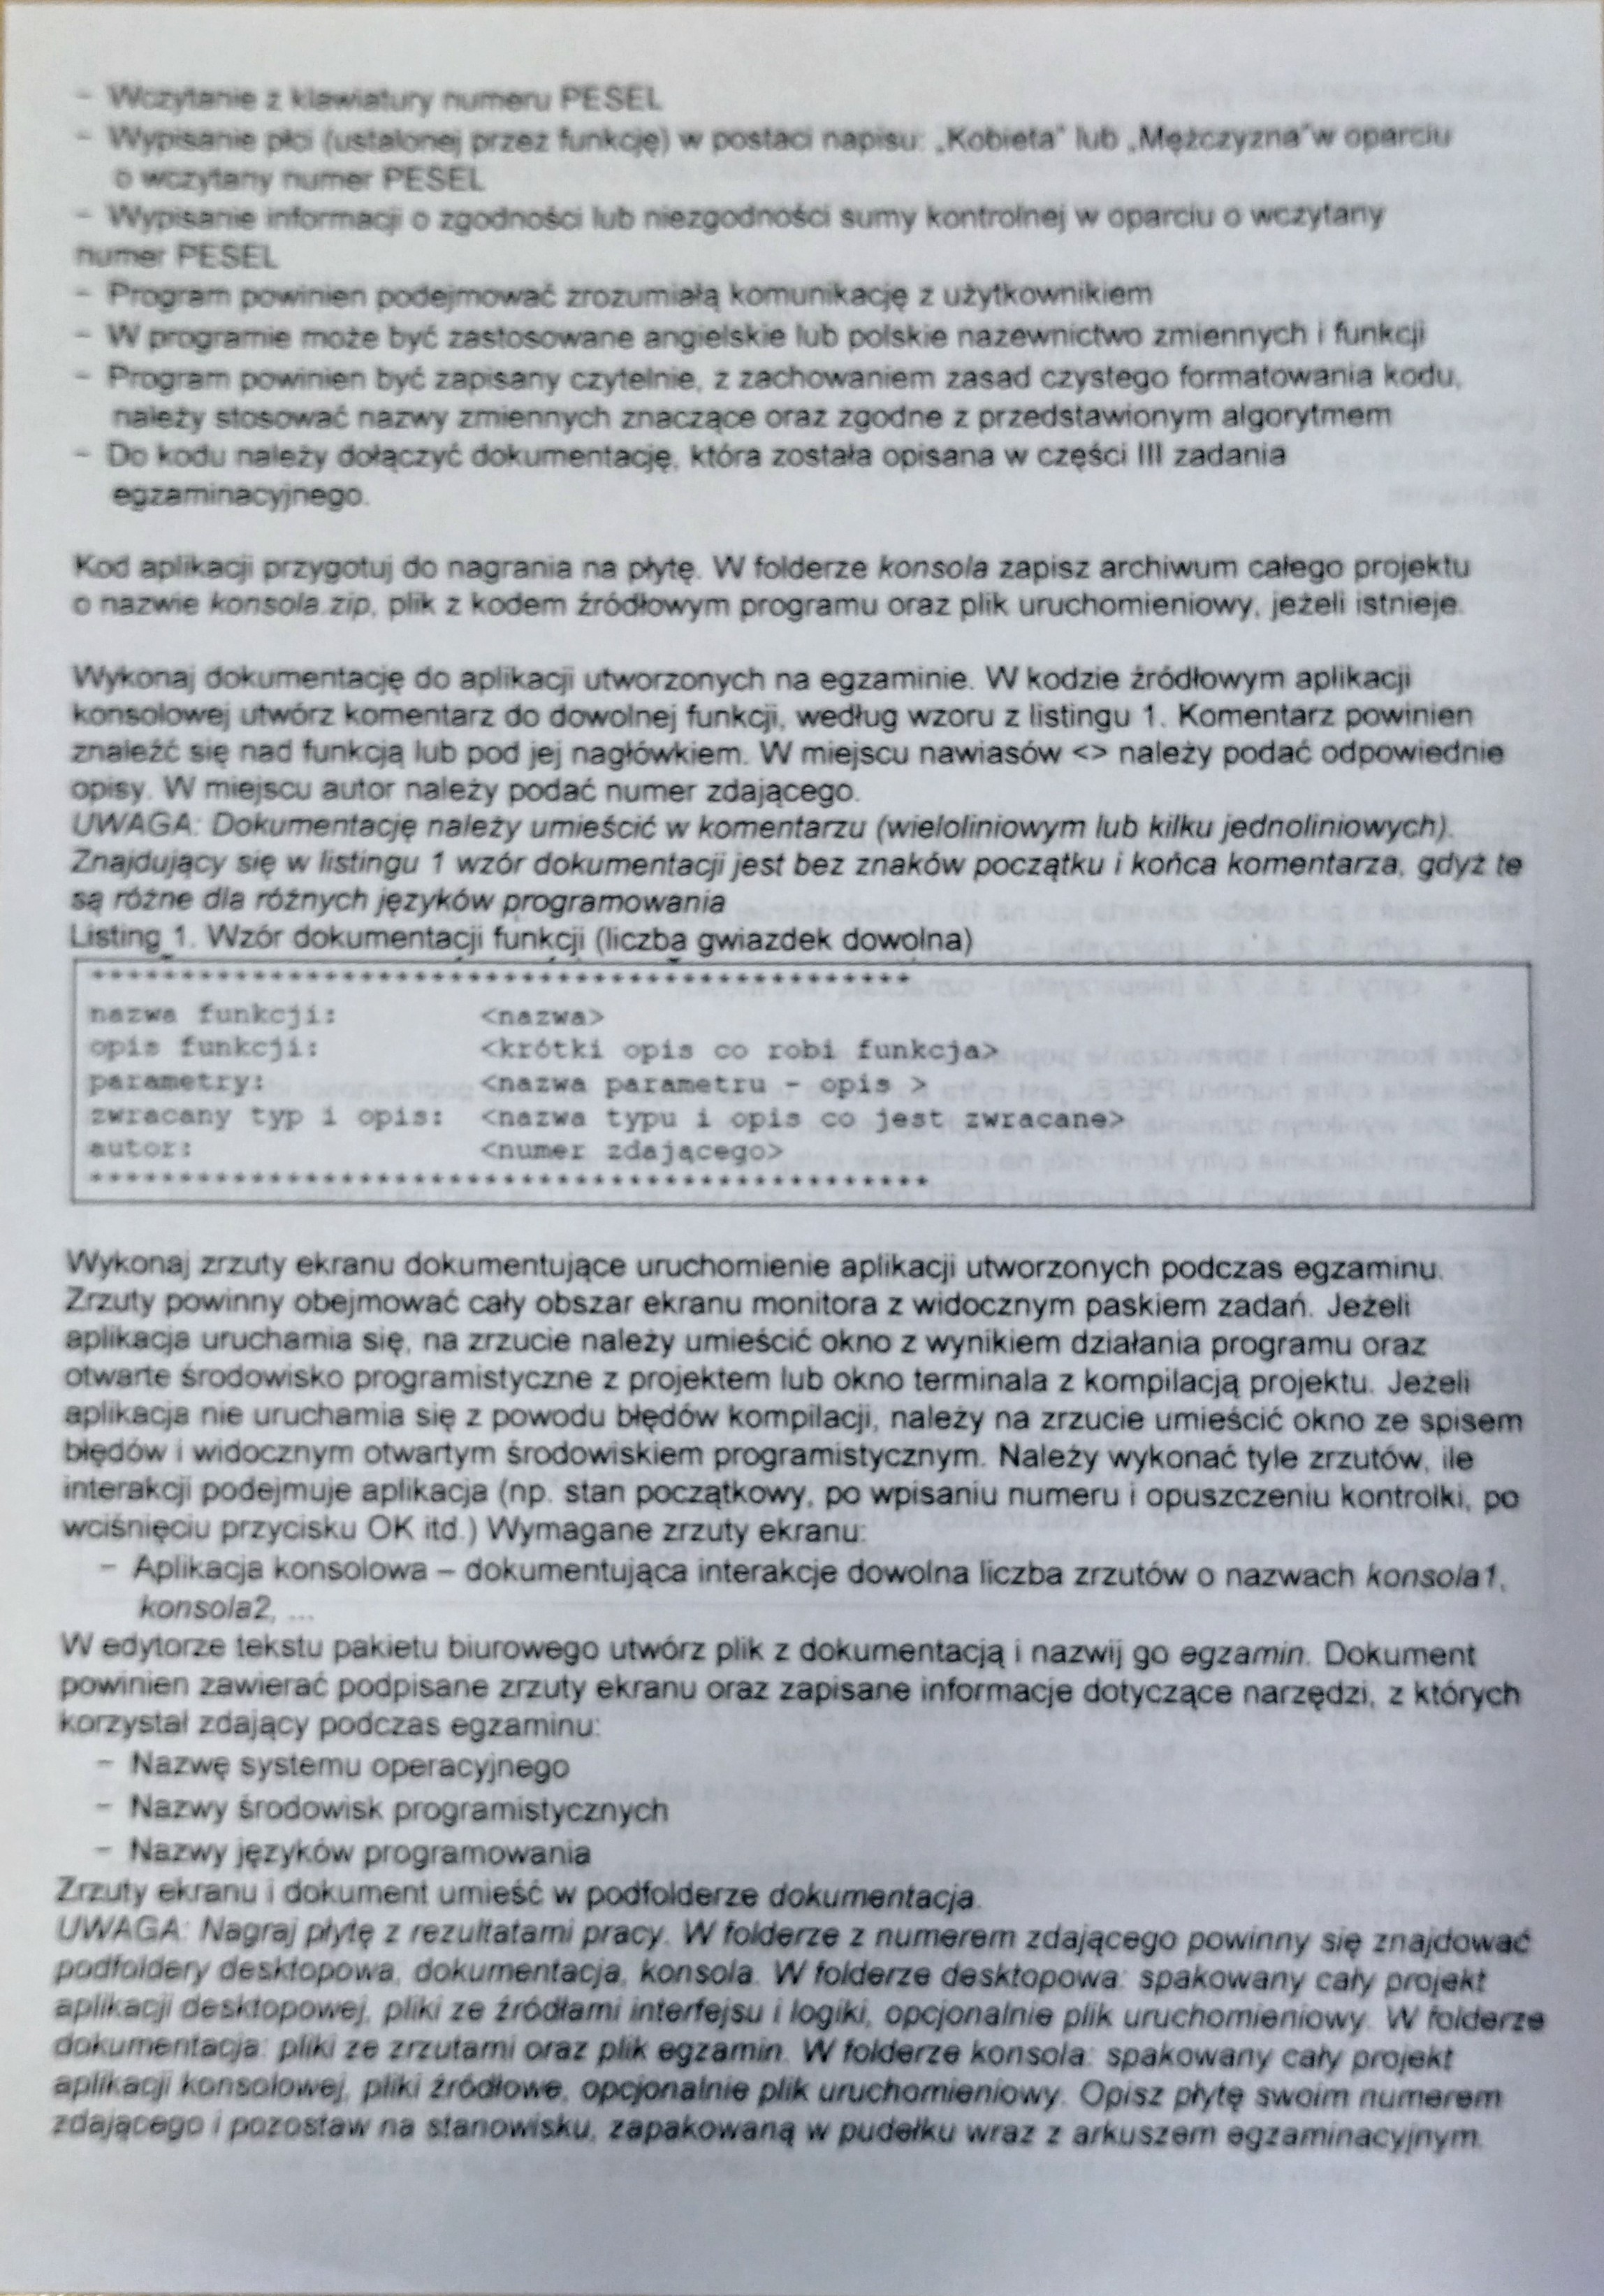 - Wczytanie z klawiatury numeru PESEL
- Wypisanie płci (ustalonej przez funkcję) w postaci napisu: „Kobieta" lub „Mężczyzna"w oparciu
o wczytany numer PESEL
- Wypisanie informacji o zgodności lub niezgodności sumy kontrolnej w oparciu o wczytany
numer PESEL
- Program powinien podejmować zrozumiałą komunikację z użytkownikiem
- W programie może być zastosowane angielskie lub polskie nazewnictwo zmiennych i funkcji
- Program powinien być zapisany czytelnie, z zachowaniem zasad czystego formatowania kodu,
należy stosować nazwy zmiennych znaczące oraz zgodne z przedstawionym algorytmem
- Do kodu należy dołączyć dokumentację, która została opisana w części III zadania
egzaminacyjnego.
Kod aplikacji przygotuj do nagrania na płytę. W folderze konsola zapisz archiwum całego projektu
o nazwie konsola.zip, plik z kodem źródłowym programu oraz plik uruchomieniowy, jeżeli istnieje.
Wykonaj dokumentację do aplikacji utworzonych na egzaminie. W kodzie źródłowym aplikacji
konsolowej utwórz komentarz do dowolnej funkcji, według wzoru z listingu 1. Komentarz powinien
znaleźć się nad funkcją lub pod jej nagłówkiem. W miejscu nawiasów <> należy podać odpowiednie
opisy. W miejscu autor należy podać numer zdającego.
UWAGA: Dokumentację należy umieścić w komentarzu (wieloliniowym lub kilku jednoliniowych).
Znajdujący się w listingu 1 wzór dokumentacji jest bez znaków początku i końca komentarza, gdyż te
są różne dla różnych języków programowania
Listing 1. Wzór dokumentacji funkcji (liczba gwiazdek dowolna)
**********************************************
nazwa funkcji: <nazwa>
opis funkcji: <krótki opis co robi funkcja>
parametry: <nazwa parametru - opis >
zwracany typ i opis: <nazwa typu i opis co jest zwracane>
autor: <numer zdającego>
***********************************************
Wykonaj zrzuty ekranu dokumentujące uruchomienie aplikacji utworzonych podczas egzaminu.
Zrzuty powinny obejmować cały obszar ekranu monitora z widocznym paskiem zadań. Jeżeli
aplikacja uruchamia się, na zrzucie należy umieścić okno z wynikiem działania programu oraz
otwarte środowisko programistyczne z projektem lub okno terminala z kompilacją projektu. Jeżeli
aplikacja nie uruchamia się z powodu błędów kompilacji, należy na zrzucie umieścić okno ze spisem
błędów i widocznym otwartym środowiskiem programistycznym. Należy wykonać tyle zrzutów, ile
interakcji podejmuje aplikacja (np. stan początkowy, po wpisaniu numeru i opuszczeniu kontrolki, po
wciśnięciu przycisku OK itd.) Wymagane zrzuty ekranu:
- Aplikacja konsolowa – dokumentująca interakcje dowolna liczba zrzutów o nazwach konsola1,
konsola2, ...
W edytorze tekstu pakietu biurowego utwórz plik z dokumentacją i nazwij go egzamin. Dokument
powinien zawierać podpisane zrzuty ekranu oraz zapisane informacje dotyczące narzędzi, z których
korzystał zdający podczas egzaminu:
- Nazwę systemu operacyjnego
- Nazwy środowisk programistycznych
- Nazwy języków programowania
Zrzuty ekranu i dokument umieść w podfolderze dokumentacja.
UWAGA: Nagraj płytę z rezultatami pracy. W folderze z numerem zdającego powinny się znajdować
podfoldery desktopowa, dokumentacja, konsola. W folderze desktopowa: spakowany cały projekt
aplikacji desktopowej, pliki ze źródłami interfejsu i logiki, opcjonalnie plik uruchomieniowy. W folderze
dokumentacja: pliki ze zrzutami oraz plik egzamin. W folderze konsola: spakowany cały projekt
aplikacji konsolowej, pliki źródłowe, opcjonalnie plik uruchomieniowy. Opisz płytę swoim numerem
zdającego i pozostaw na stanowisku, zapakowaną w pudełku wraz z arkuszem egzaminacyjnym.